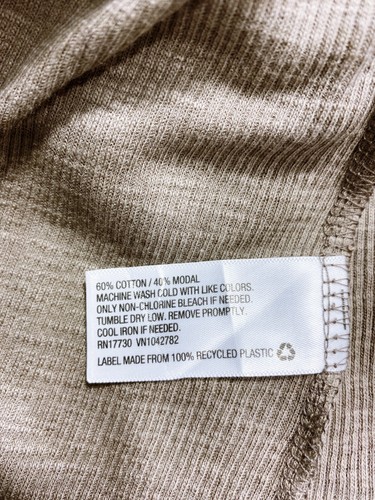 60% COTTON / 40% MODAL
MACHINE WASH COLD WITH LIKE COLORS.
ONLY NON-CHLORINE BLEACH IF NEEDED.
TUMBLE DRY LOW. REMOVE PROMPTLY.
COOL IRON IF NEEDED.
RN17730 VN1042782
LABEL MADE FROM 100% RECYCLED PLASTIC